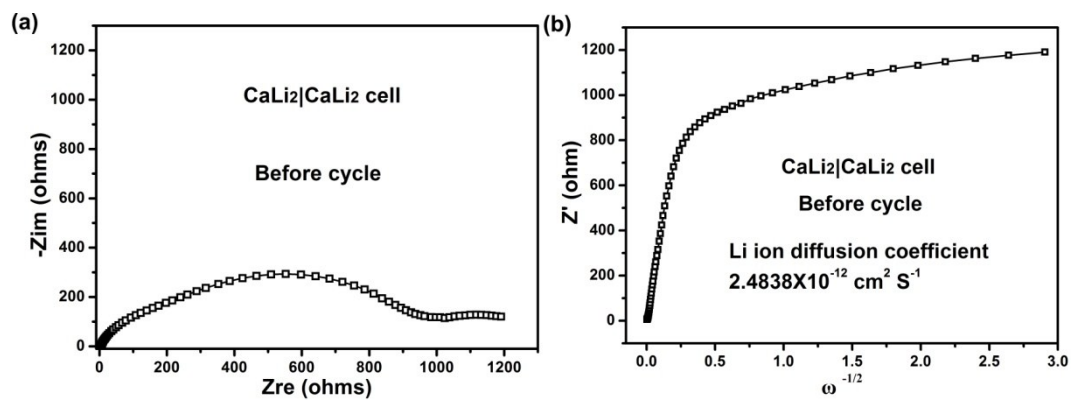 (a)
1200
1000
800
600
400
200
0
-Zim (ohms)
CaLi2|CaLi2 cell
Before cycle
0 200 400 600 800 1000 1200
Zre (ohms)
(b)
1200
1000
800
600
400
200
0
Z' (ohm)
CaLi2|CaLi2 cell
Before cycle
Li ion diffusion coefficient
2.4838X10⁻¹² cm² S⁻¹
0.0 0.5 1.0 1.5 2.0 2.5 3.0
ω ⁻¹/²